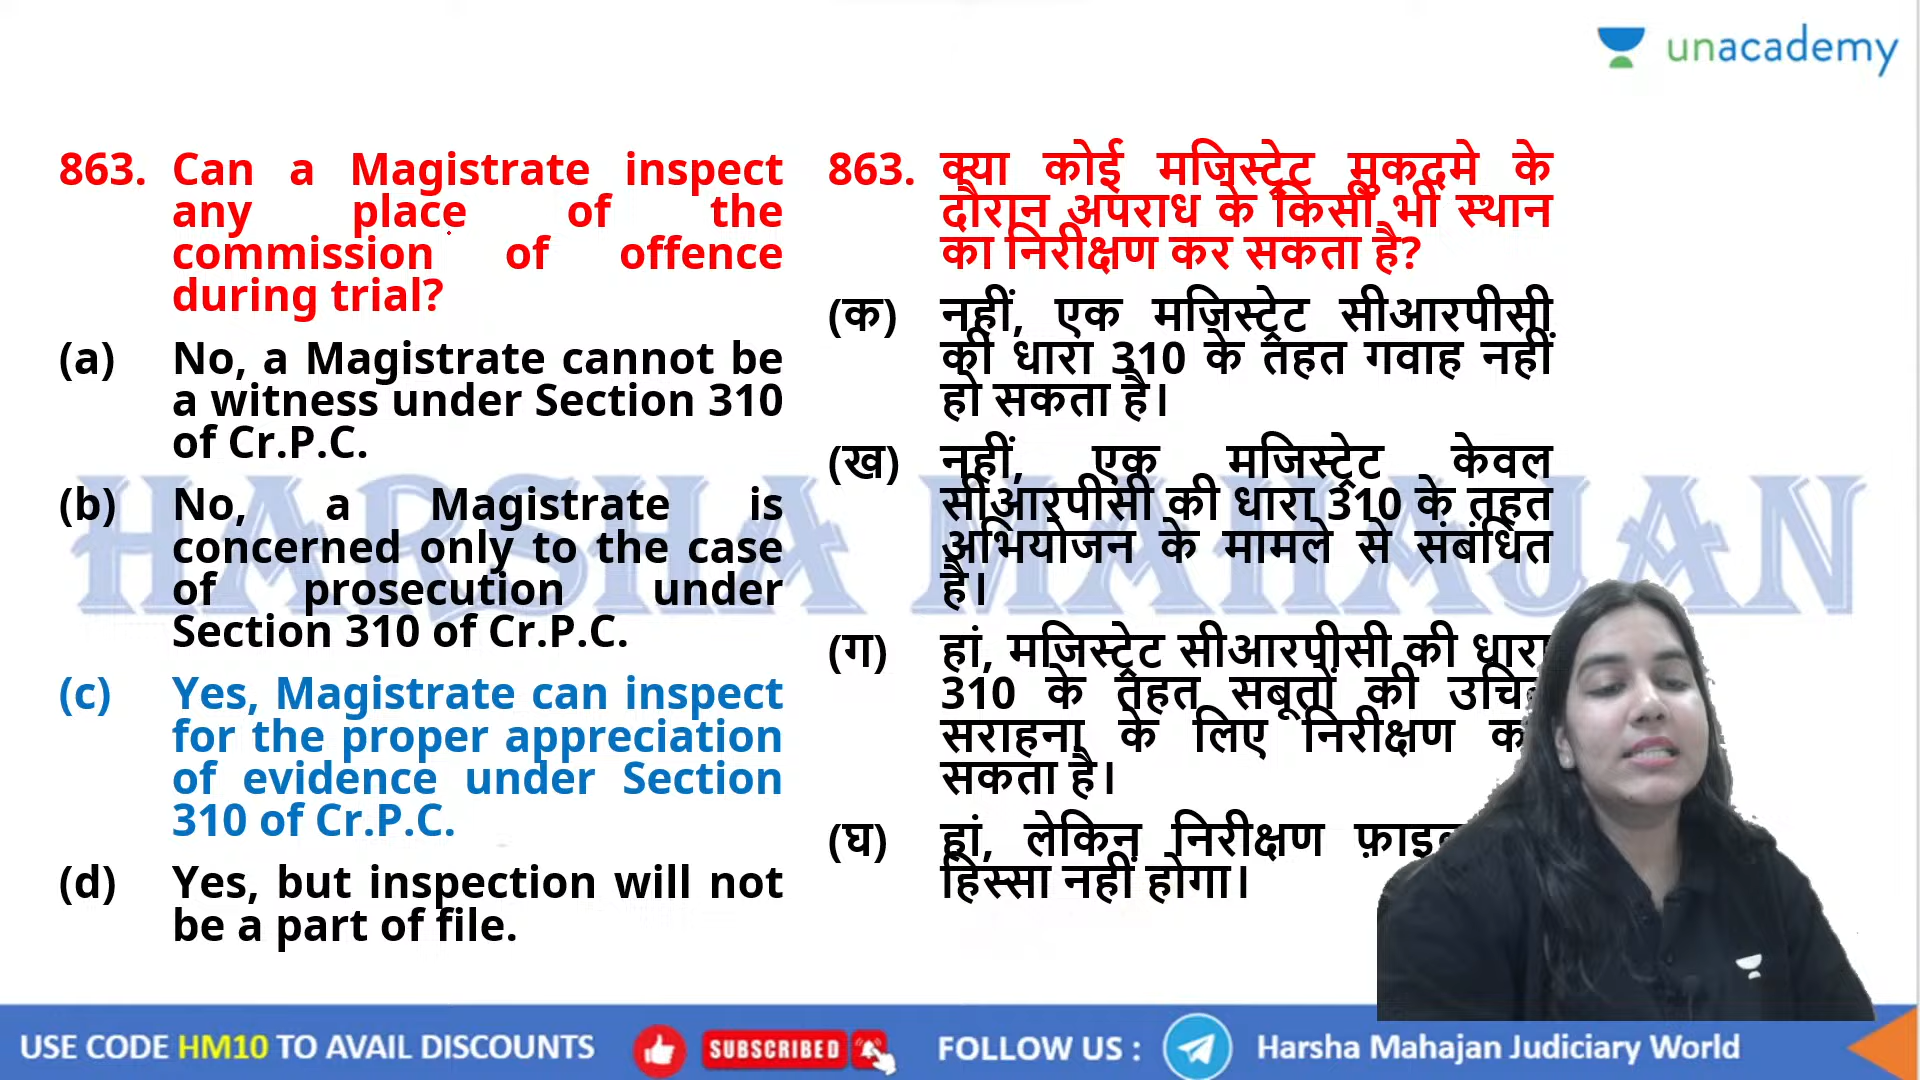 unacademy
863. Can a Magistrate inspect
any place of the
commission of offence
during trial?
(a) No, a Magistrate cannot be
a witness under Section 310
of Cr.P.C.
(b) No, a Magistrate is
concerned only to the case
of prosecution under
Section 310 of Cr.P.C.
(c) Yes, Magistrate can inspect
for the proper appreciation
of evidence under Section
310 of Cr.P.C.
(d) Yes, but inspection will not
be a part of file.
863. क्या कोई मजिस्ट्रेट मुकदमे के
दौरान अपराध के किसी भी स्थान
का निरीक्षण कर सकता है?
(क) नहीं, एक मजिस्ट्रेट सीआरपीसी
की धारा 310 के तहत गवाह नहीं
हो सकता है।
(ख) नहीं, एक मजिस्ट्रेट केवल
सीआरपीसी की धारा 310 के तहत
अभियोजन के मामले से संबंधित
है।
(ग) हां, मजिस्ट्रेट सीआरपीसी की धारा
310 के तहत सबूतों की
सराहना के लिए निरीक्षण
सकता है।
(घ) हां, लेकिन निरीक्षण
हिस्सा नहीं होगा।
HARSHA MAHAJAN
USE CODE HM10 TO AVAIL DISCOUNTS
SUBSCRIBED
FOLLOW US :
Harsha Mahajan Judiciary World